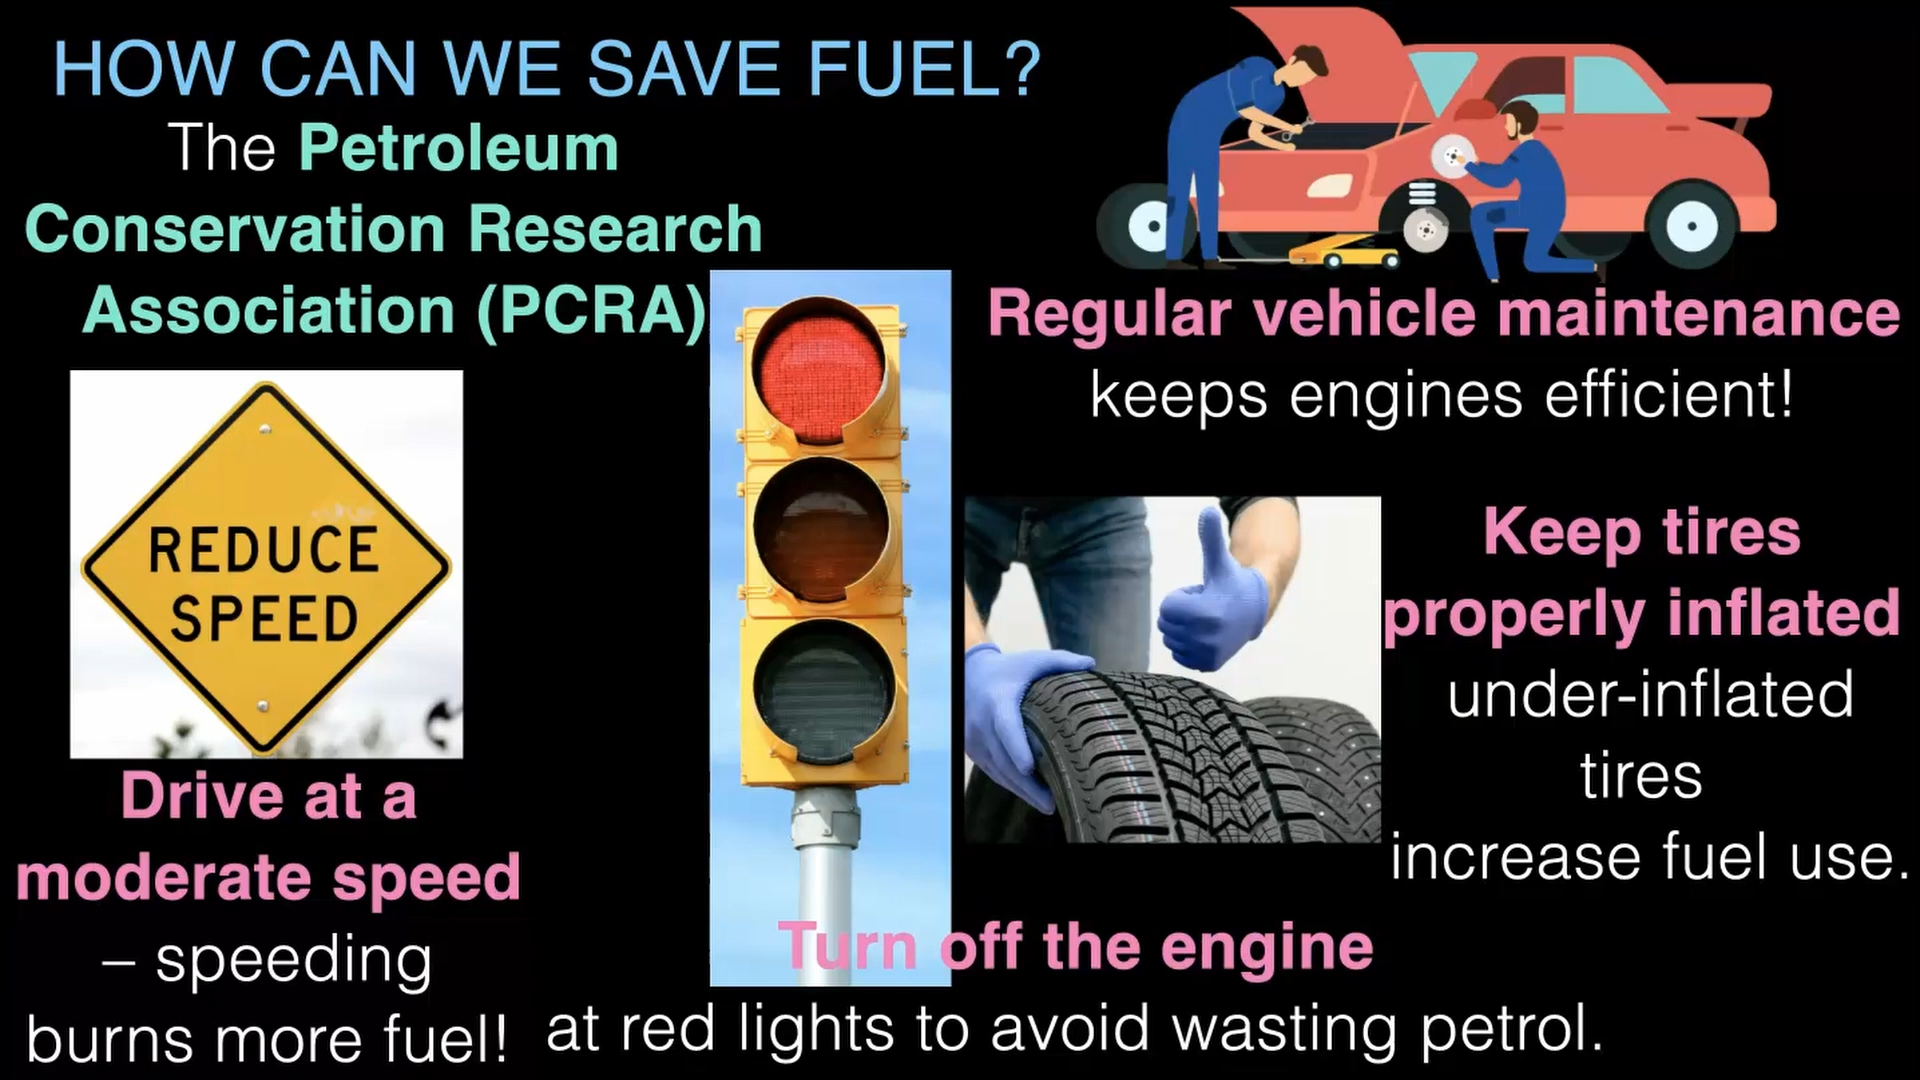 HOW CAN WE SAVE FUEL?
The Petroleum
Conservation Research
Association (PCRA)
REDUCE
SPEED
Drive at a
moderate speed
– speeding
burns more fuel!
Turn off the engine
at red lights to avoid wasting petrol.
Regular vehicle maintenance
keeps engines efficient!
Keep tires
properly inflated
under-inflated
tires
increase fuel use.